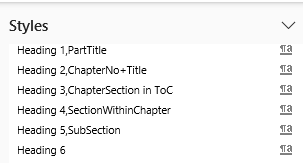 Styles
Heading 1,PartTitle ¶a
Heading 2,ChapterNo+Title ¶a
Heading 3,ChapterSection in ToC ¶a
Heading 4,SectionWithinChapter ¶a
Heading 5,SubSection ¶a
Heading 6 ¶a